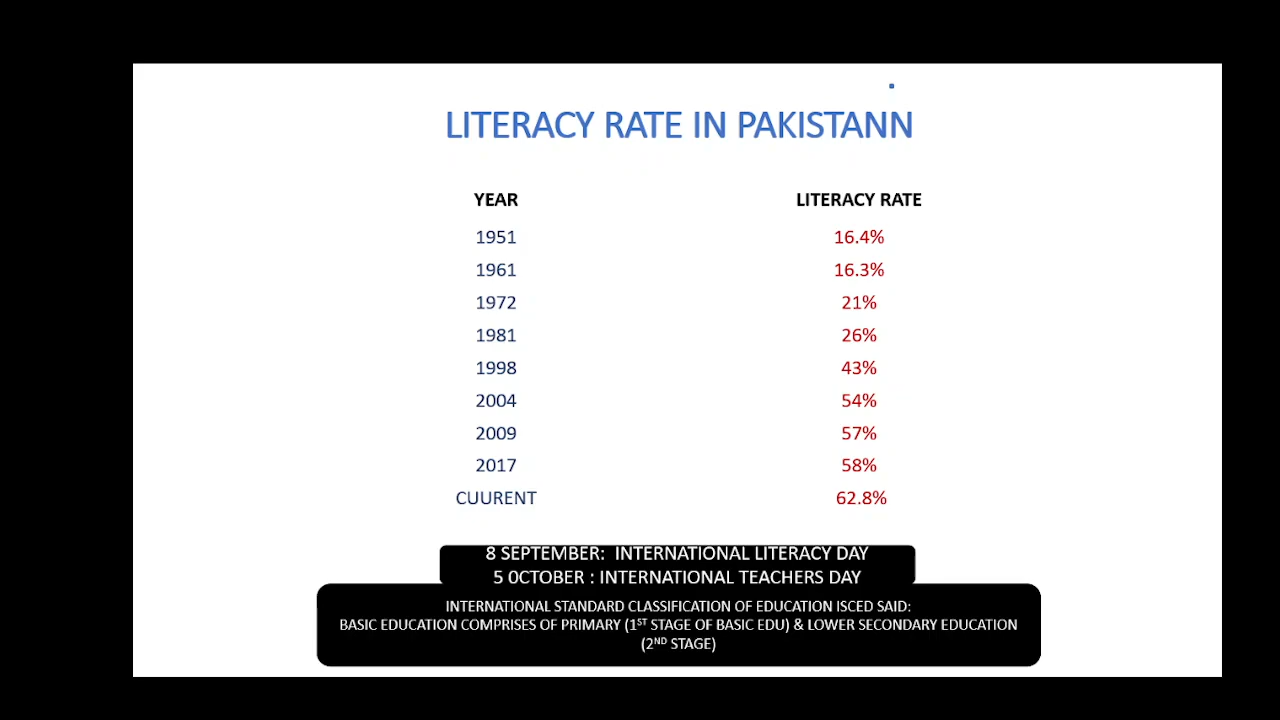 LITERACY RATE IN PAKISTANN
YEAR LITERACY RATE
1951 16.4%
1961 16.3%
1972 21%
1981 26%
1998 43%
2004 54%
2009 57%
2017 58%
CUURENT 62.8%
8 SEPTEMBER: INTERNATIONAL LITERACY DAY
5 0CTOBER : INTERNATIONAL TEACHERS DAY
INTERNATIONAL STANDARD CLASSIFICATION OF EDUCATION ISCED SAID:
BASIC EDUCATION COMPRISES OF PRIMARY (1ST STAGE OF BASIC EDU) & LOWER SECONDARY EDUCATION
(2ND STAGE)